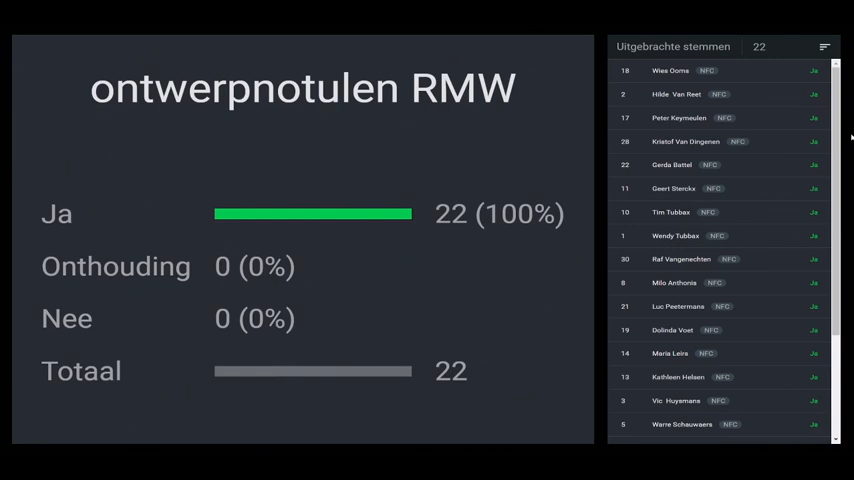 ontwerpnotulen RMW
Ja 22 (100%)
Onthouding 0 (0%)
Nee 0 (0%)
Totaal 22
Uitgebrachte stemmen 22
18 Wies Ooms NFC Ja
2 Hilde Van Reet NFC Ja
17 Peter Keymeulen NFC Ja
28 Kristof Van Dingenen NFC Ja
22 Gerda Battel NFC Ja
11 Geert Sterckx NFC Ja
10 Tim Tubbax NFC Ja
1 Wendy Tubbax NFC Ja
30 Raf Vangenechten NFC Ja
8 Milo Anthonis NFC Ja
21 Luc Peetermans NFC Ja
19 Dolinda Voet NFC Ja
14 Maria Leirs NFC Ja
13 Kathleen Helsen NFC Ja
3 Vic Huysmans NFC Ja
5 Warre Schauwaers NFC Ja